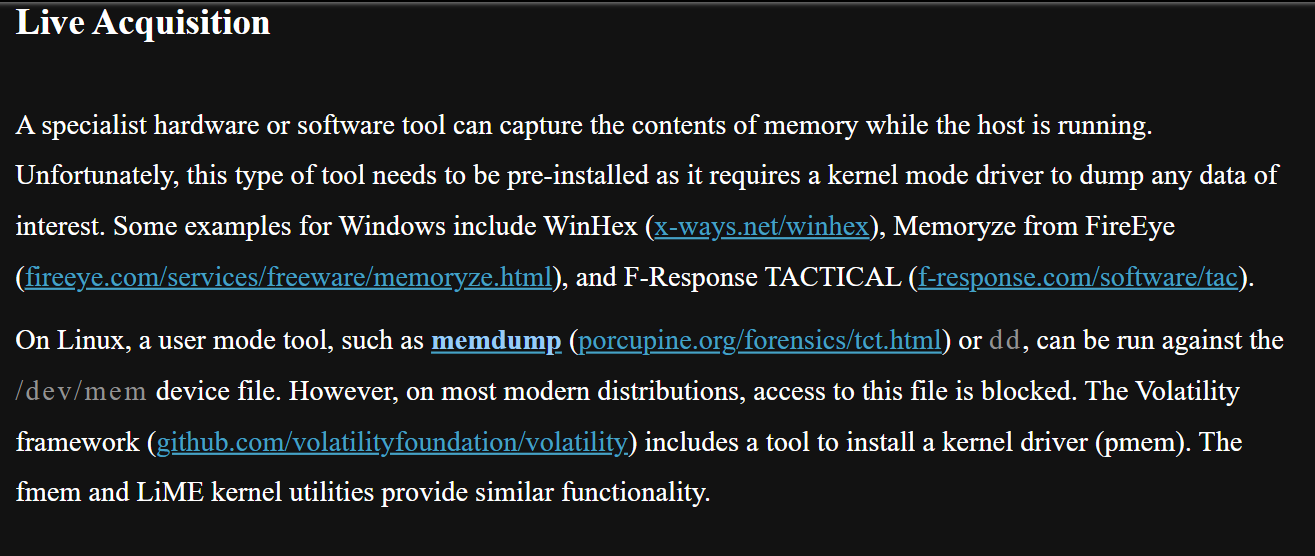 Live Acquisition
A specialist hardware or software tool can capture the contents of memory while the host is running.
Unfortunately, this type of tool needs to be pre-installed as it requires a kernel mode driver to dump any data of
interest. Some examples for Windows include WinHex (x-ways.net/winhex), Memoryze from FireEye
(fireeye.com/services/freeware/memoryze.html), and F-Response TACTICAL (f-response.com/software/tac).
On Linux, a user mode tool, such as memdump (porcupine.org/forensics/tct.html) or dd, can be run against the
/dev/mem device file. However, on most modern distributions, access to this file is blocked. The Volatility
framework (github.com/volatilityfoundation/volatility) includes a tool to install a kernel driver (pmem). The
fmem and LiME kernel utilities provide similar functionality.